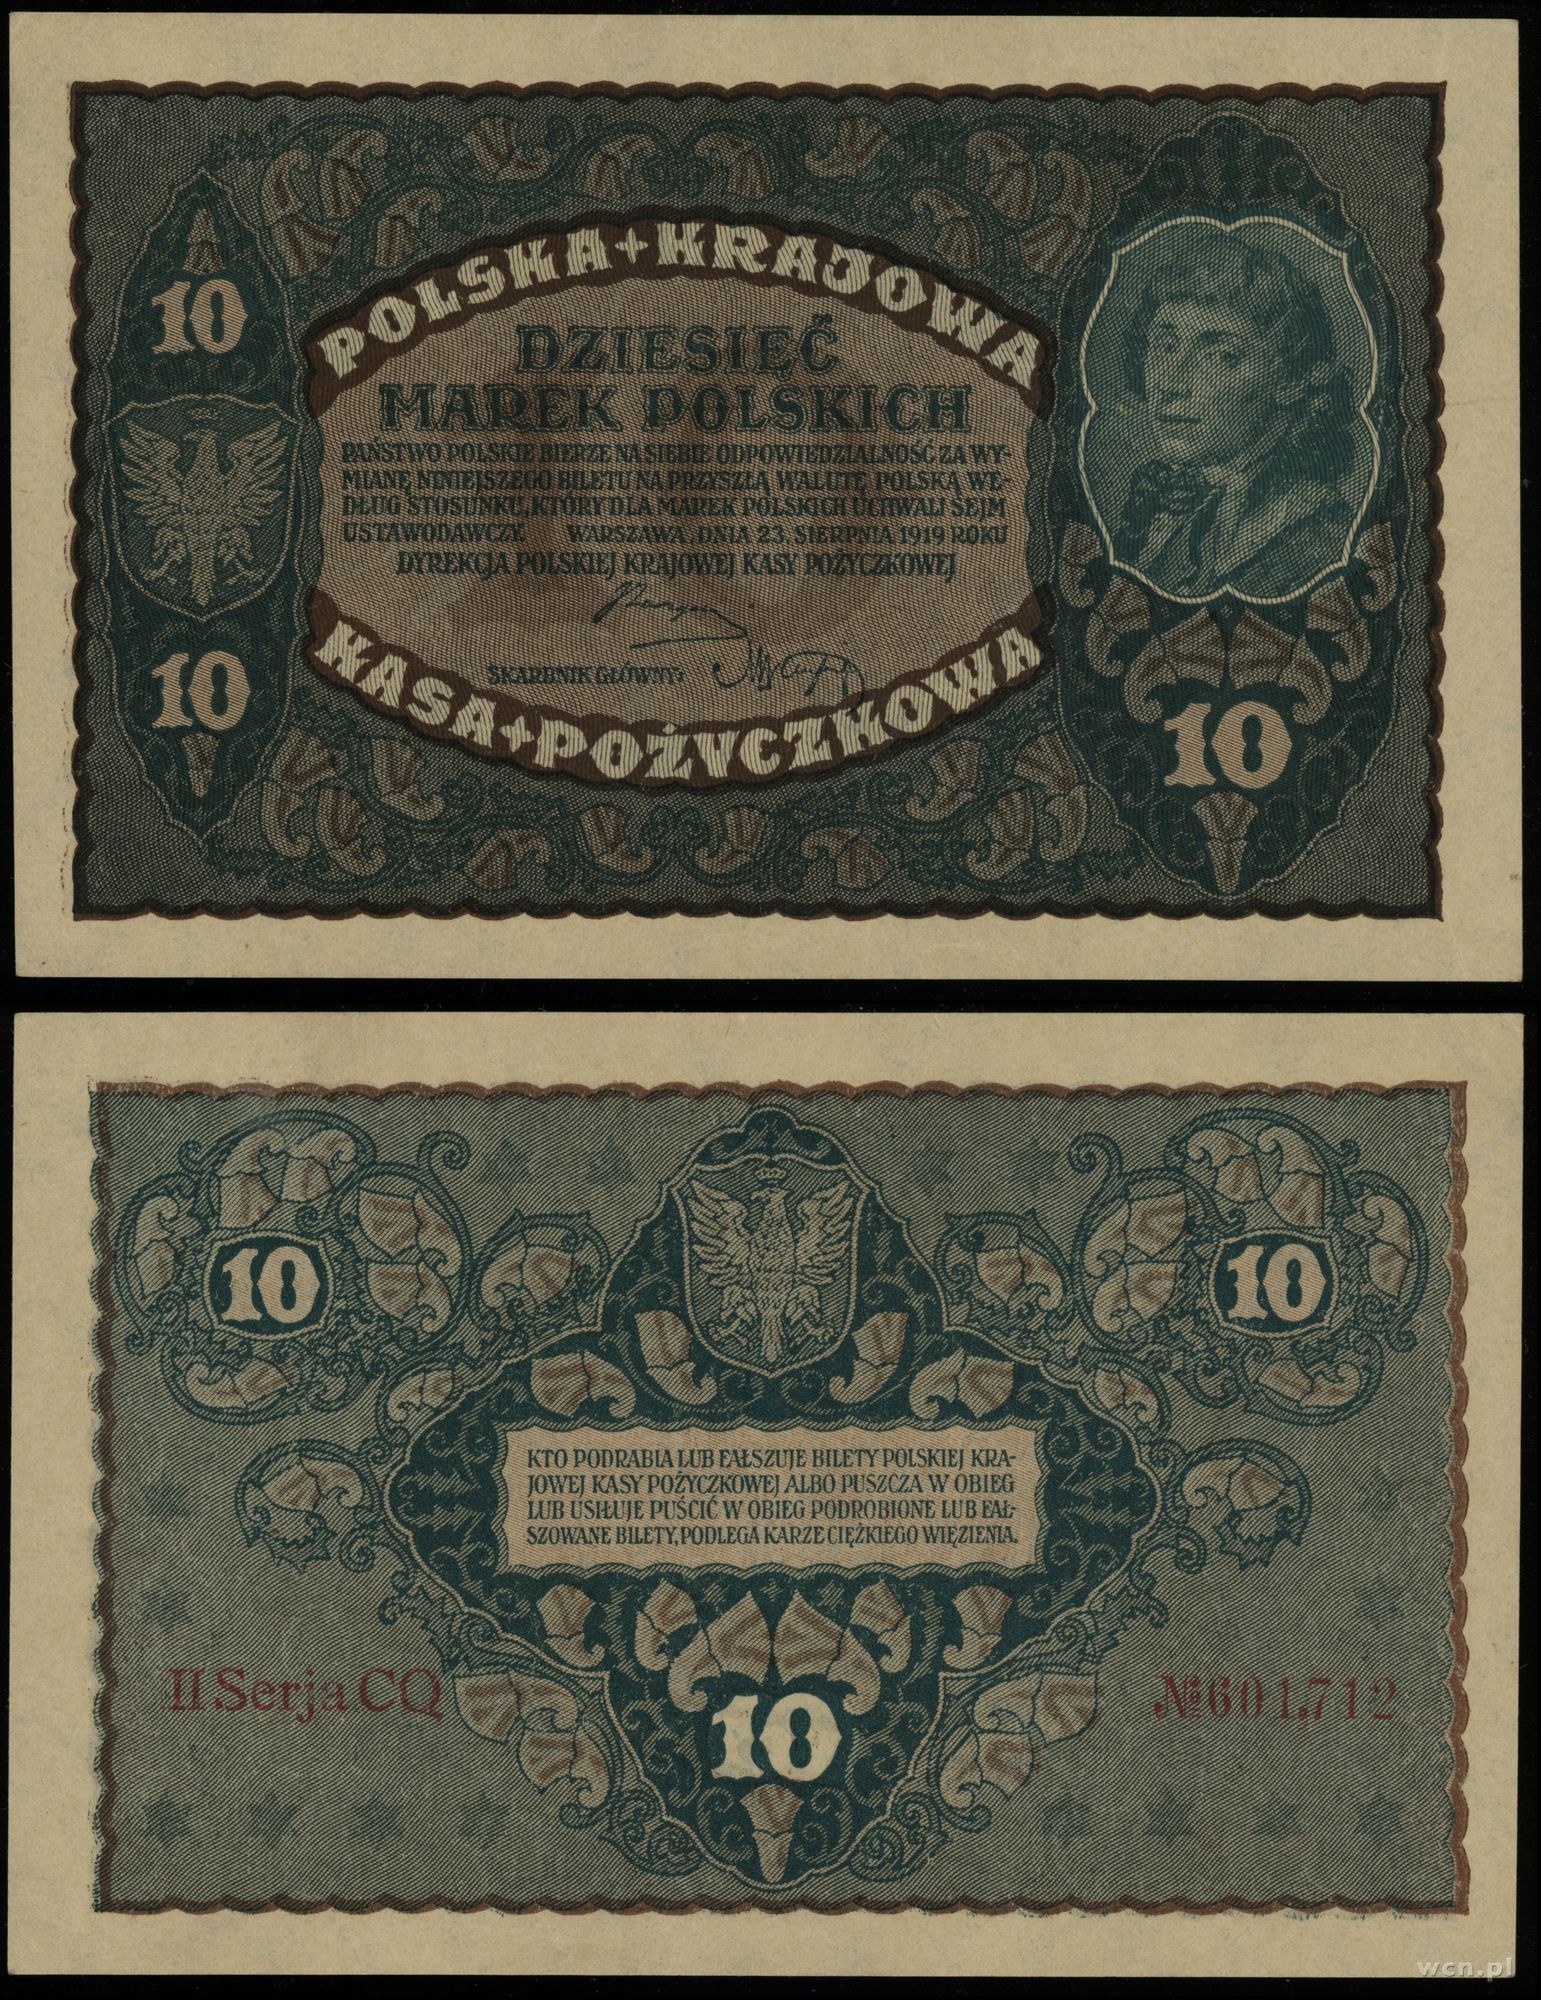 POLSKA+KRAJOWA
10
DZIESIĘĆ
MAREK POLSKICH
PAŃSTWO POLSKIE BIERZE NA SIEBIE ODPOWIEDZIALNOŚĆ ZA WY-
MIANĘ NINIEJSZEGO BILETU NA PRZYSZŁĄ WALUTĘ POLSKĄ WE-
DŁUG STOSUNKU, KTÓRY DLA MAREK POLSKICH UCHWALI SEJM
USTAWODAWCZY. WARSZAWA, DNIA 23. SIERPNIA 1919 ROKU
DYREKCJA POLSKIEJ KRAJOWEJ KASY POŻYCZKOWEJ
SKARBNIK GŁÓWNY:
10
10
KASA+POŻYCZKOWA
10
10
KTO PODRABIA LUB FAŁSZUJE BILETY POLSKIEJ KRA-
JOWEJ KASY POŻYCZKOWEJ ALBO PUSZCZA W OBIEG
LUB USIŁUJE PUŚCIĆ W OBIEG PODROBIONE LUB FAŁ-
SZOWANE BILETY, PODLEGA KARZE CIĘŻKIEGO WIĘZIENIA.
II Serja CQ
№601,712
10
wcn.pl